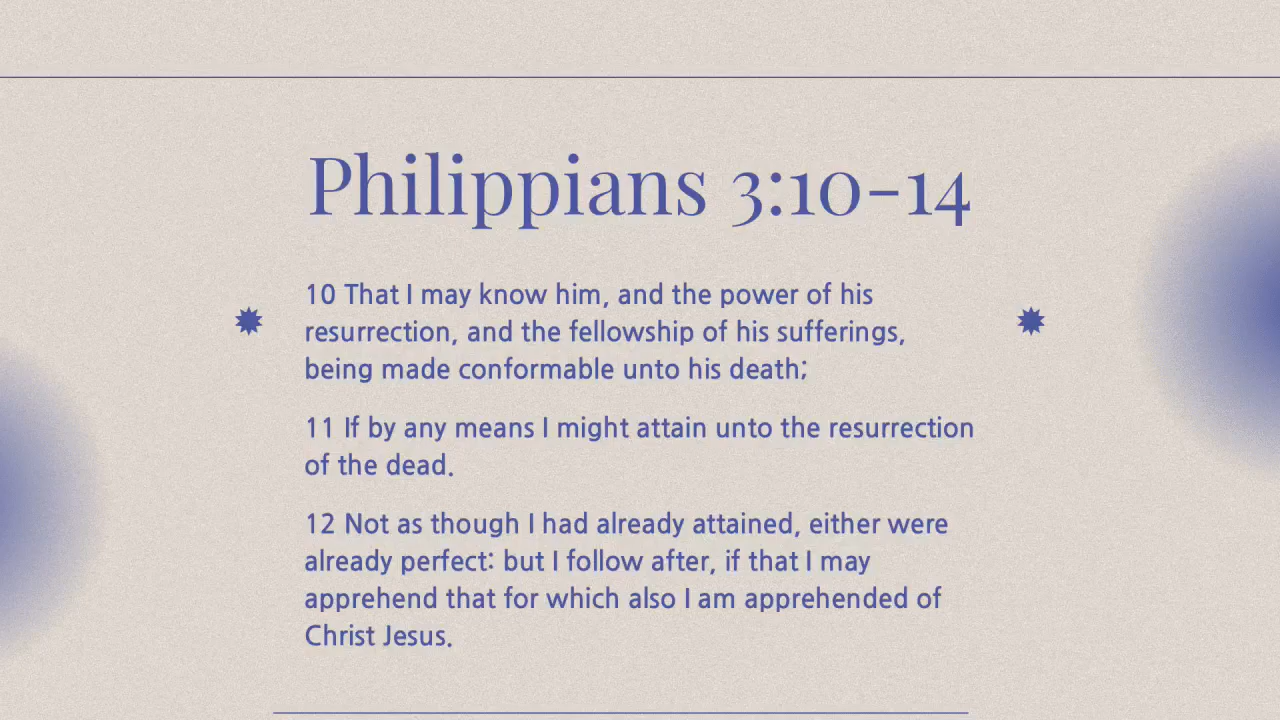 Philippians 3:10-14
10 That I may know him, and the power of his
resurrection, and the fellowship of his sufferings,
being made conformable unto his death;
11 If by any means I might attain unto the resurrection
of the dead.
12 Not as though I had already attained, either were
already perfect: but I follow after, if that I may
apprehend that for which also I am apprehended of
Christ Jesus.